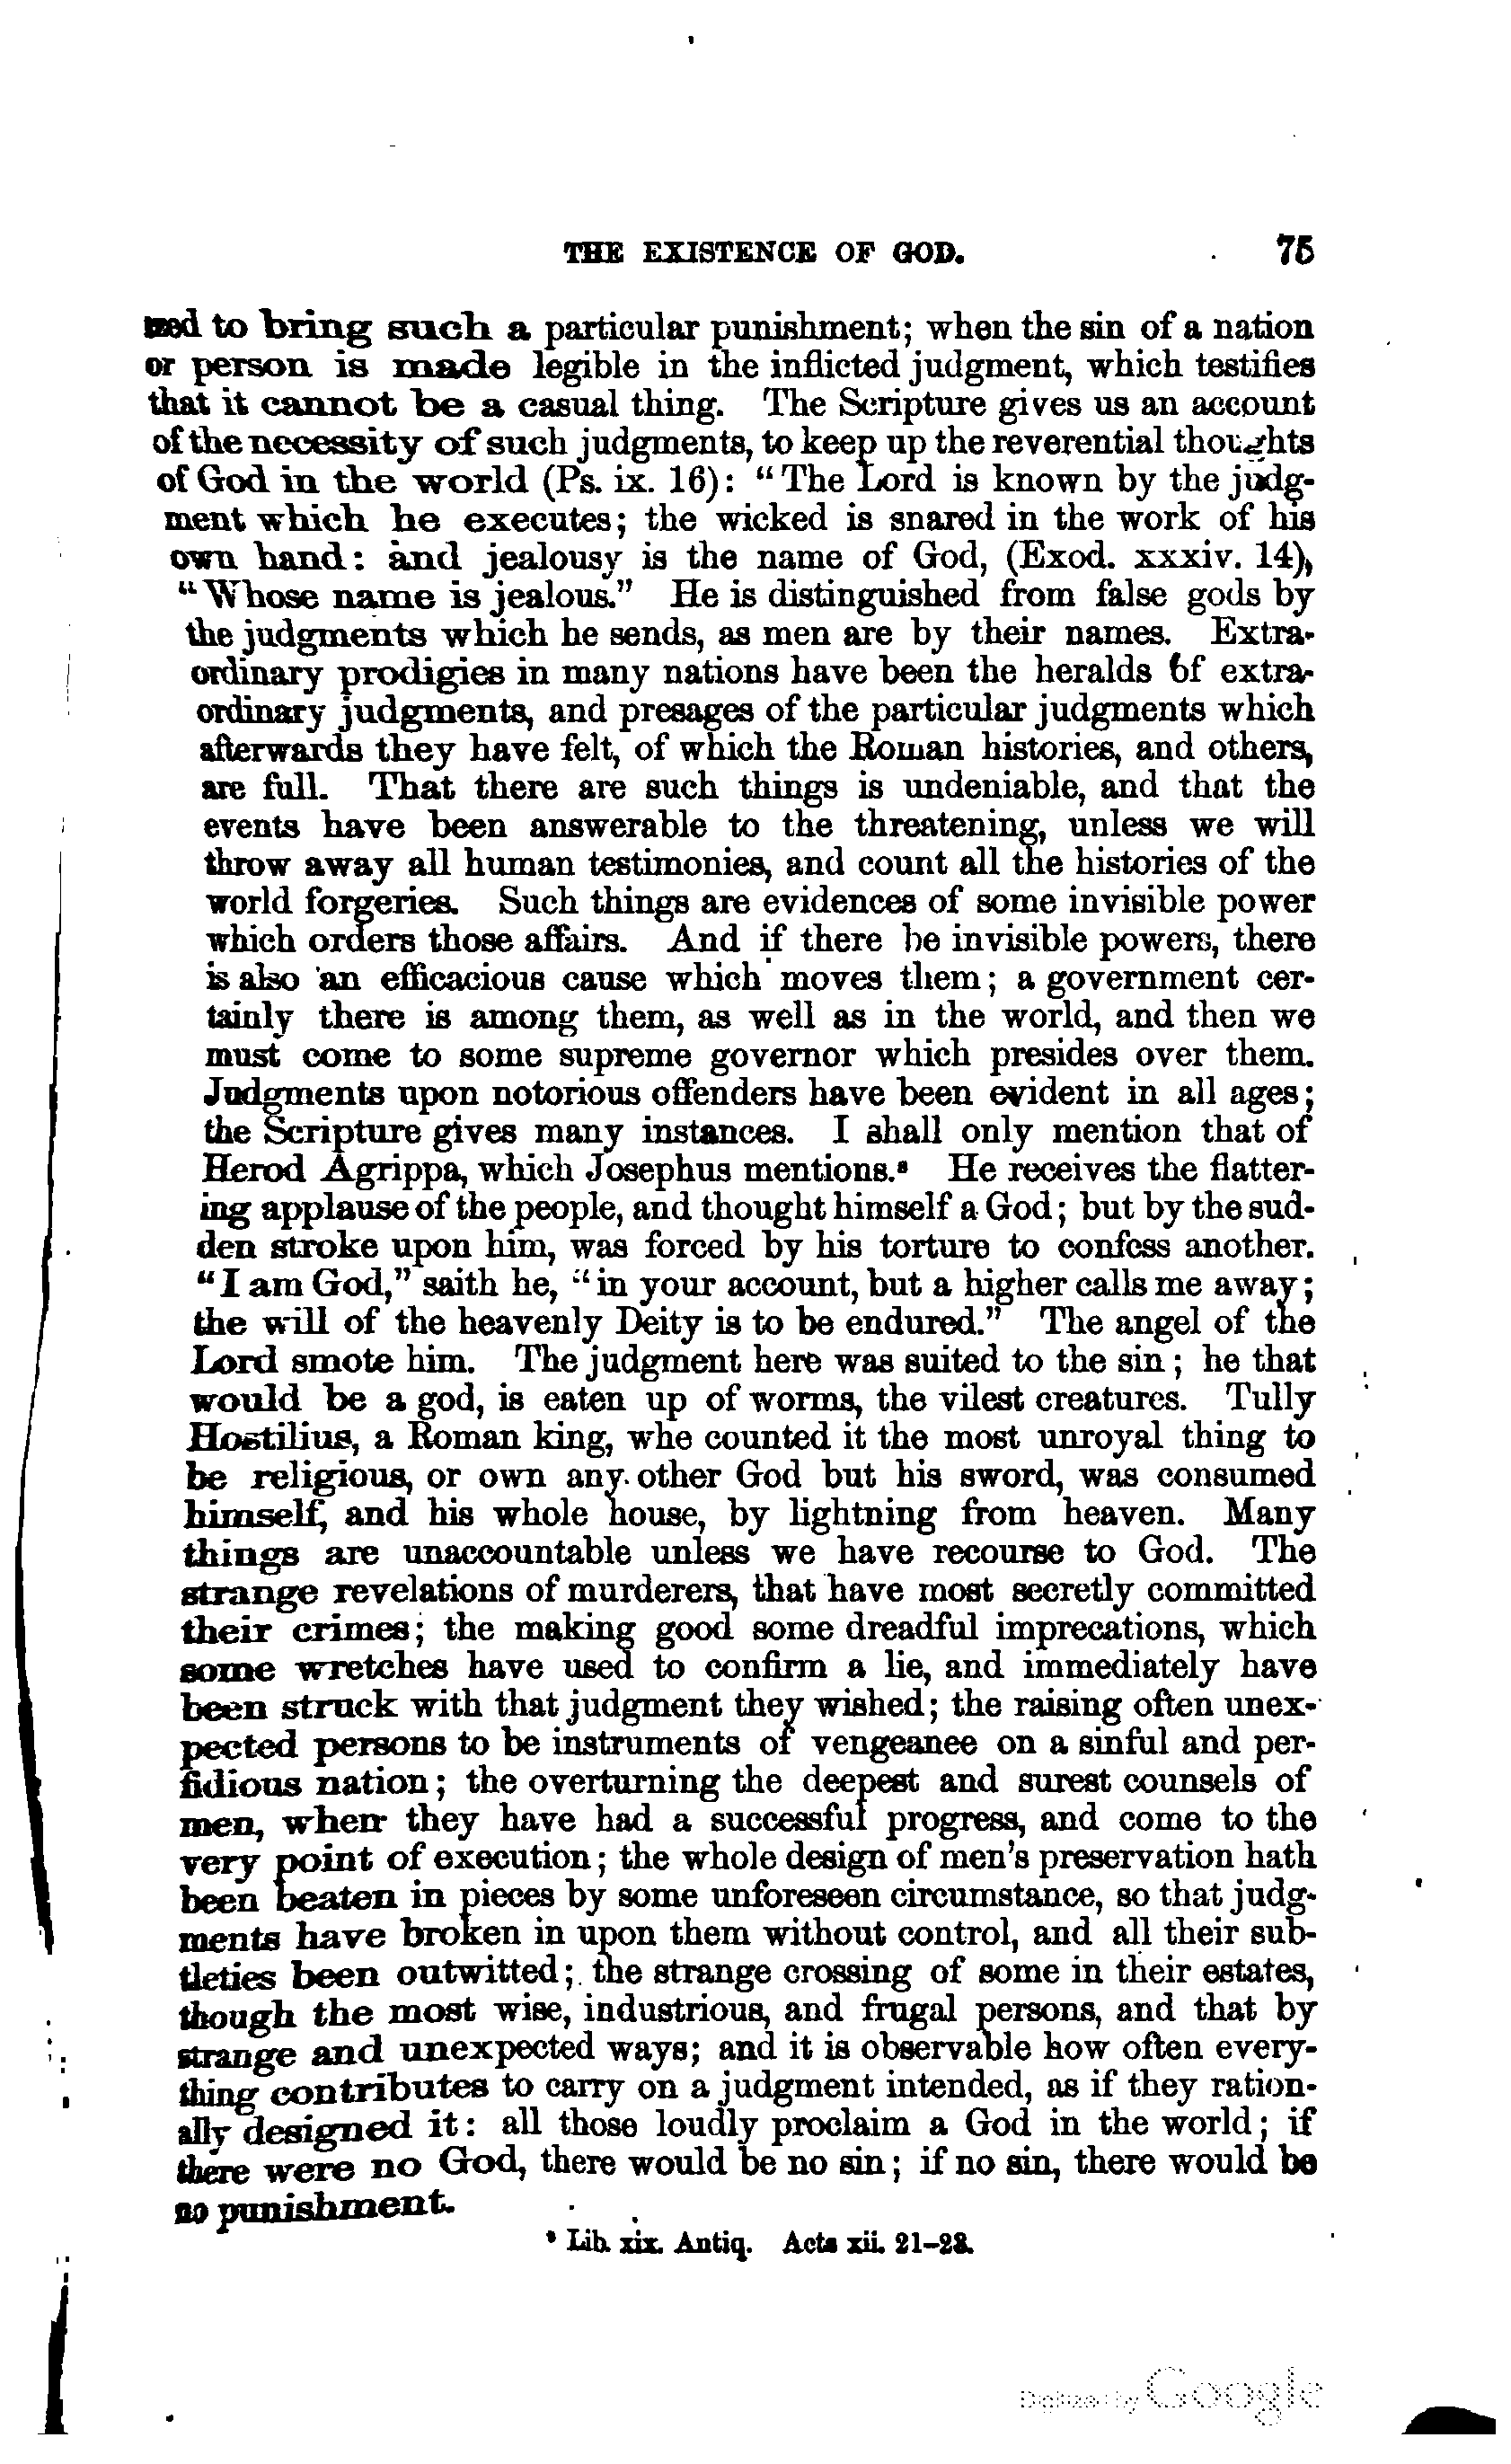 THE EXISTENCE OF GOD. 75
to bring such a particular punishment; when the sin of a nation
or person is made legible in the inflicted judgment, which testifies
that it cannot be a casual thing. The Scripture gives us an account
of the necessity of such judgments, to keep up the reverential thoughts
of God in the world (Ps. ix. 16): “The Lord is known by the judg-
ment which he executes; the wicked is snared in the work of his
own hand: and jealousy is the name of God, (Exod. xxxiv. 14),
“Whose name is jealous.” He is distinguished from false gods by
the judgments which he sends, as men are by their names. Extra-
ordinary prodigies in many nations have been the heralds of extra-
ordinary judgments, and presages of the particular judgments which
afterwards they have felt, of which the Roman histories, and others,
are full. That there are such things is undeniable, and that the
events have been answerable to the threatening, unless we will
throw away all human testimonies, and count all the histories of the
world forgeries. Such things are evidences of some invisible power
which orders those affairs. And if there be invisible powers, there
is also an efficacious cause which moves them; a government cer-
tainly there is among them, as well as in the world, and then we
must come to some supreme governor which presides over them.
Judgments upon notorious offenders have been evident in all ages;
the Scripture gives many instances. I shall only mention that of
Herod Agrippa, which Josephus mentions.s He receives the flatter-
ing applause of the people, and thought himself a God; but by the sud-
den stroke upon him, was forced by his torture to confess another.
“I am God,” saith he, “in your account, but a higher calls me away;
the will of the heavenly Deity is to be endured.” The angel of the
Lord smote him. The judgment here was suited to the sin; he that
would be a god, is eaten up of worms, the vilest creatures. Tully
Hostilius, a Roman king, whe counted it the most unroyal thing to
be religious, or own any other God but his sword, was consumed
himself, and his whole house, by lightning from heaven. Many
things are unaccountable unless we have recourse to God. The
strange revelations of murderers, that have most secretly committed
their crimes; the making good some dreadful imprecations, which
some wretches have used to confirm a lie, and immediately have
been struck with that judgment they wished; the raising often unex-
pected persons to be instruments of vengeanee on a sinful and per-
fidious nation; the overturning the deepest and surest counsels of
men, when they have had a successful progress, and come to the
very point of execution; the whole design of men's preservation hath
been beaten in pieces by some unforeseen circumstance, so that judg-
ments have broken in upon them without control, and all their sub-
tleties been outwitted; the strange crossing of some in their estates,
though the most wise, industrious, and frugal persons, and that by
strange and unexpected ways; and it is observable how often every-
thing contributes to carry on a judgment intended, as if they ration-
ally designed it: all those loudly proclaim a God in the world; if
there were no God, there would be no sin; if no sin, there would be
no punishment.
s Lib. xix. Antiq. Acts xii. 21–23.
Digitized by Google